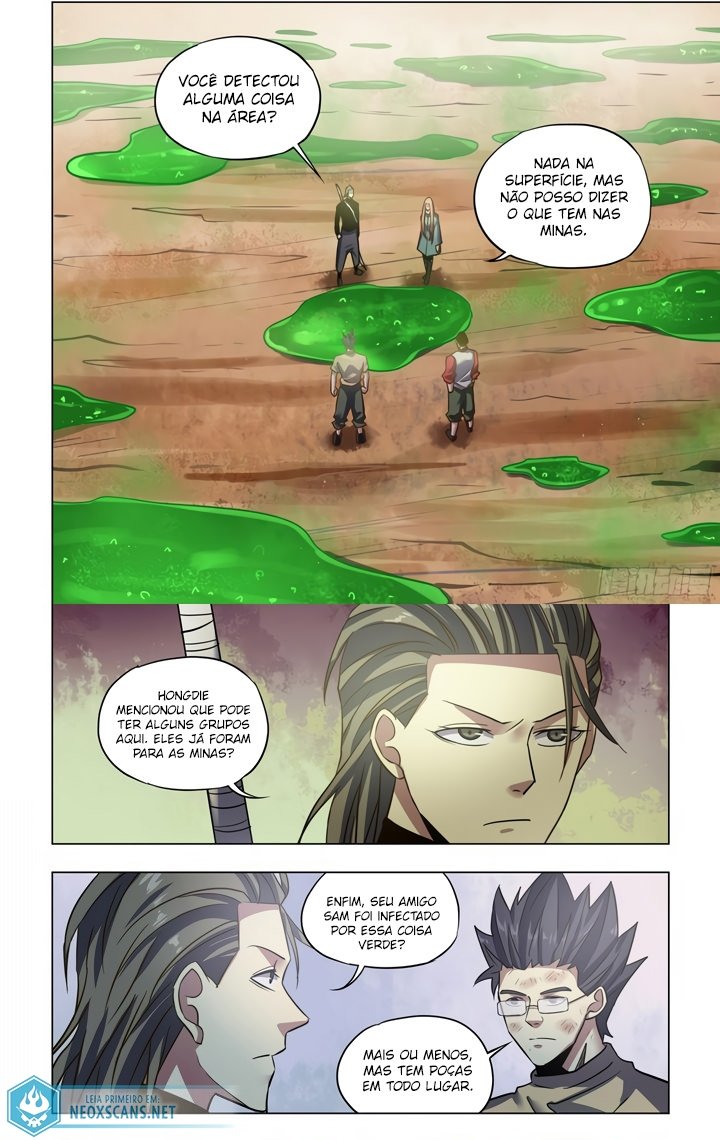 VOCÊ DETECTOU
ALGUMA COISA
NA ÁREA?
NADA NA
SUPERFÍCIE, MAS
NÃO POSSO DIZER
O QUE TEM NAS
MINAS.
HONGDIE
MENCIONOU QUE PODE
TER ALGUNS GRUPOS
AQUI. ELES JÁ FORAM
PARA AS MINAS?
ENFIM, SEU AMIGO
SAM FOI INFECTADO
POR ESSA COISA
VERDE?
MAIS OU MENOS,
MAS TEM POÇAS
EM TODO LUGAR.
LEIA PRIMEIRO EM:
NEOXSCANS.NET